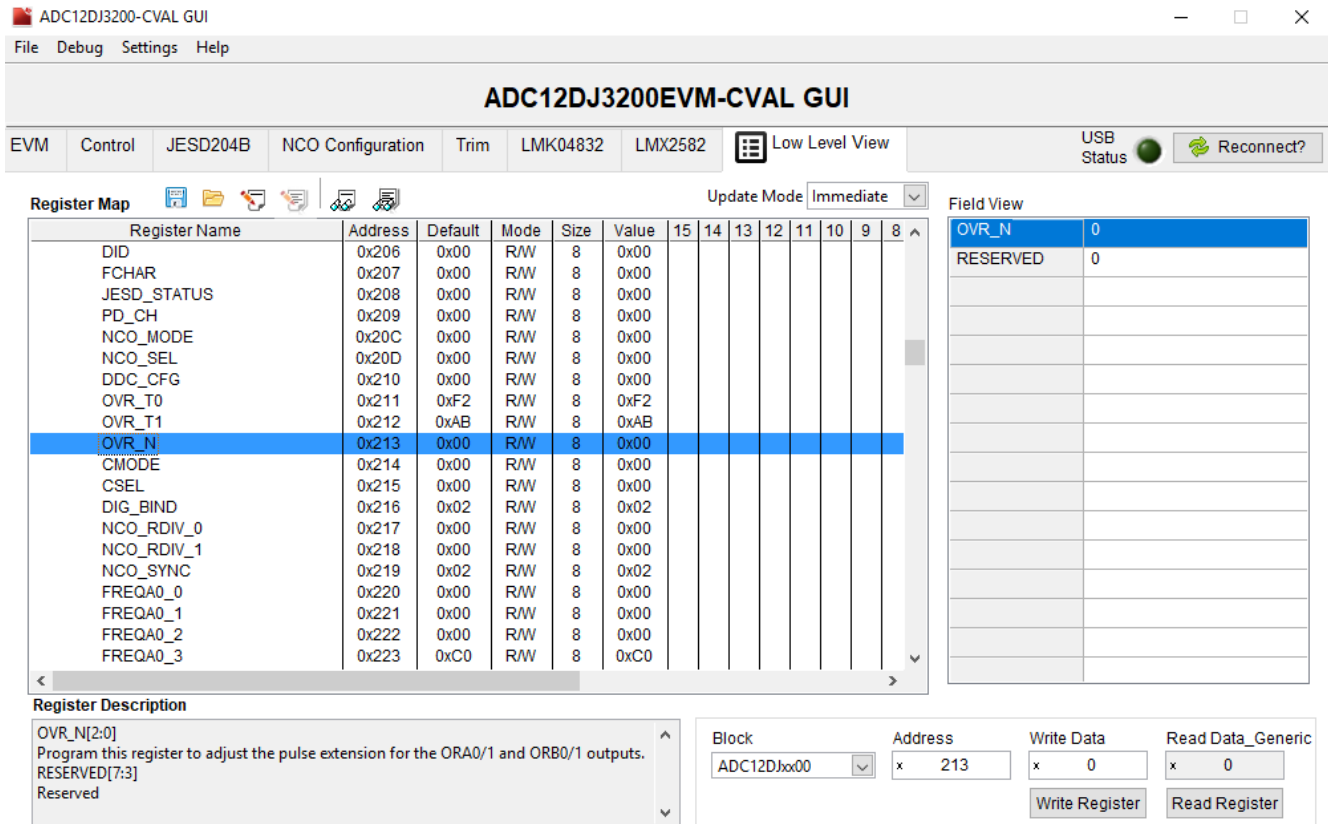 ADC12DJ3200-CVAL GUI
File Debug Settings Help
ADC12DJ3200EVM-CVAL GUI
EVM Control JESD204B NCO Configuration Trim LMK04832 LMX2582 Low Level View USB Status Reconnect?
Register Map Update Mode Immediate Field View
Register Name Address Default Mode Size Value 15 14 13 12 11 10 9 8
DID 0x206 0x00 R/W 8 0x00
FCHAR 0x207 0x00 R/W 8 0x00
JESD_STATUS 0x208 0x00 R/W 8 0x00
PD_CH 0x209 0x00 R/W 8 0x00
NCO_MODE 0x20C 0x00 R/W 8 0x00
NCO_SEL 0x20D 0x00 R/W 8 0x00
DDC_CFG 0x210 0x00 R/W 8 0x00
OVR_T0 0x211 0xF2 R/W 8 0xF2
OVR_T1 0x212 0xAB R/W 8 0xAB
OVR_N 0x213 0x00 R/W 8 0x00
CMODE 0x214 0x00 R/W 8 0x00
CSEL 0x215 0x00 R/W 8 0x00
DIG_BIND 0x216 0x02 R/W 8 0x02
NCO_RDIV_0 0x217 0x00 R/W 8 0x00
NCO_RDIV_1 0x218 0x00 R/W 8 0x00
NCO_SYNC 0x219 0x02 R/W 8 0x02
FREQA0_0 0x220 0x00 R/W 8 0x00
FREQA0_1 0x221 0x00 R/W 8 0x00
FREQA0_2 0x222 0x00 R/W 8 0x00
FREQA0_3 0x223 0xC0 R/W 8 0xC0
OVR_N 0
RESERVED 0
Register Description
OVR_N[2:0]
Program this register to adjust the pulse extension for the ORA0/1 and ORB0/1 outputs.
RESERVED[7:3]
Reserved
Block Address Write Data Read Data_Generic
ADC12DJxx00 x 213 x 0 x 0
Write Register Read Register